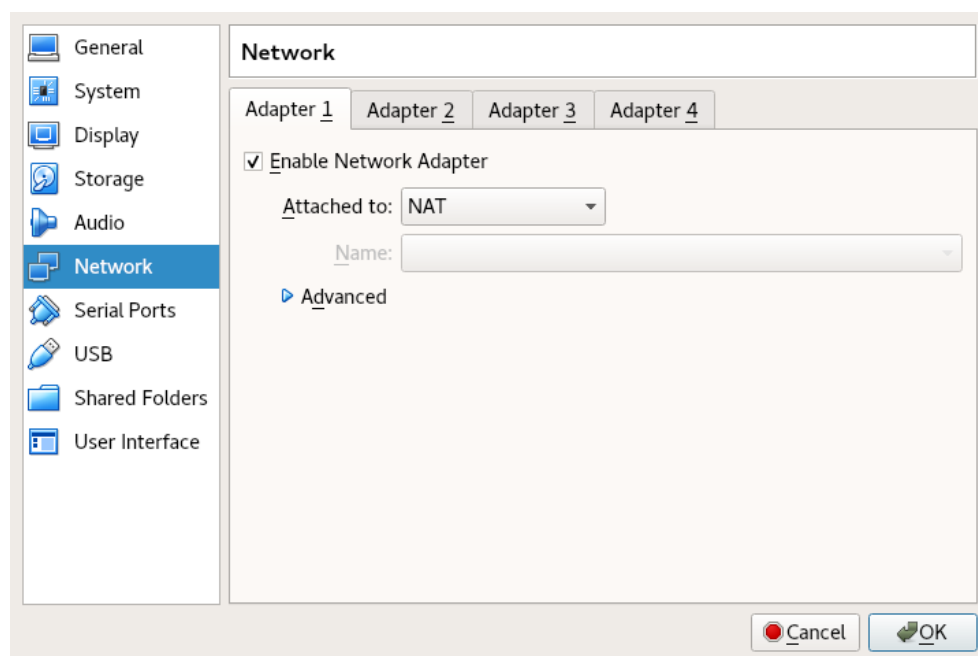 General
System
Display
Storage
Audio
Network
Serial Ports
USB
Shared Folders
User Interface
Network
Adapter 1 Adapter 2 Adapter 3 Adapter 4
Enable Network Adapter
Attached to: NAT
Name:
Advanced
Cancel OK